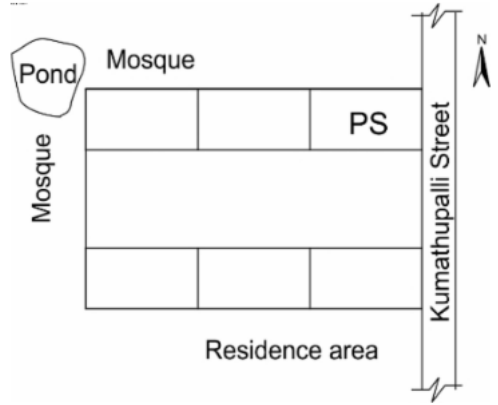 Mosque
N
Pond
PS
Mosque
Kumathupalli Street
Residence area